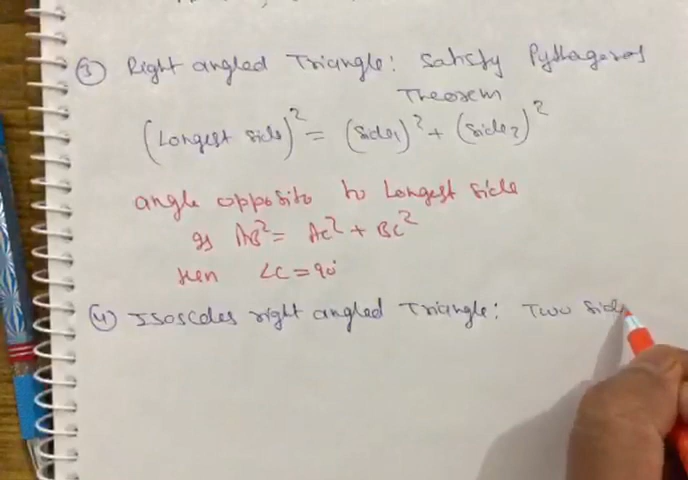 ③ Right angled Triangle: Satisfy Pythagoras
Theorem
(Longest side)² = (Side₁)² + (Side₂)²
angle opposite to Longest side
If AB² = AC² + BC²
then ∠C = 90°
④ Isosceles right angled Triangle: Two Side